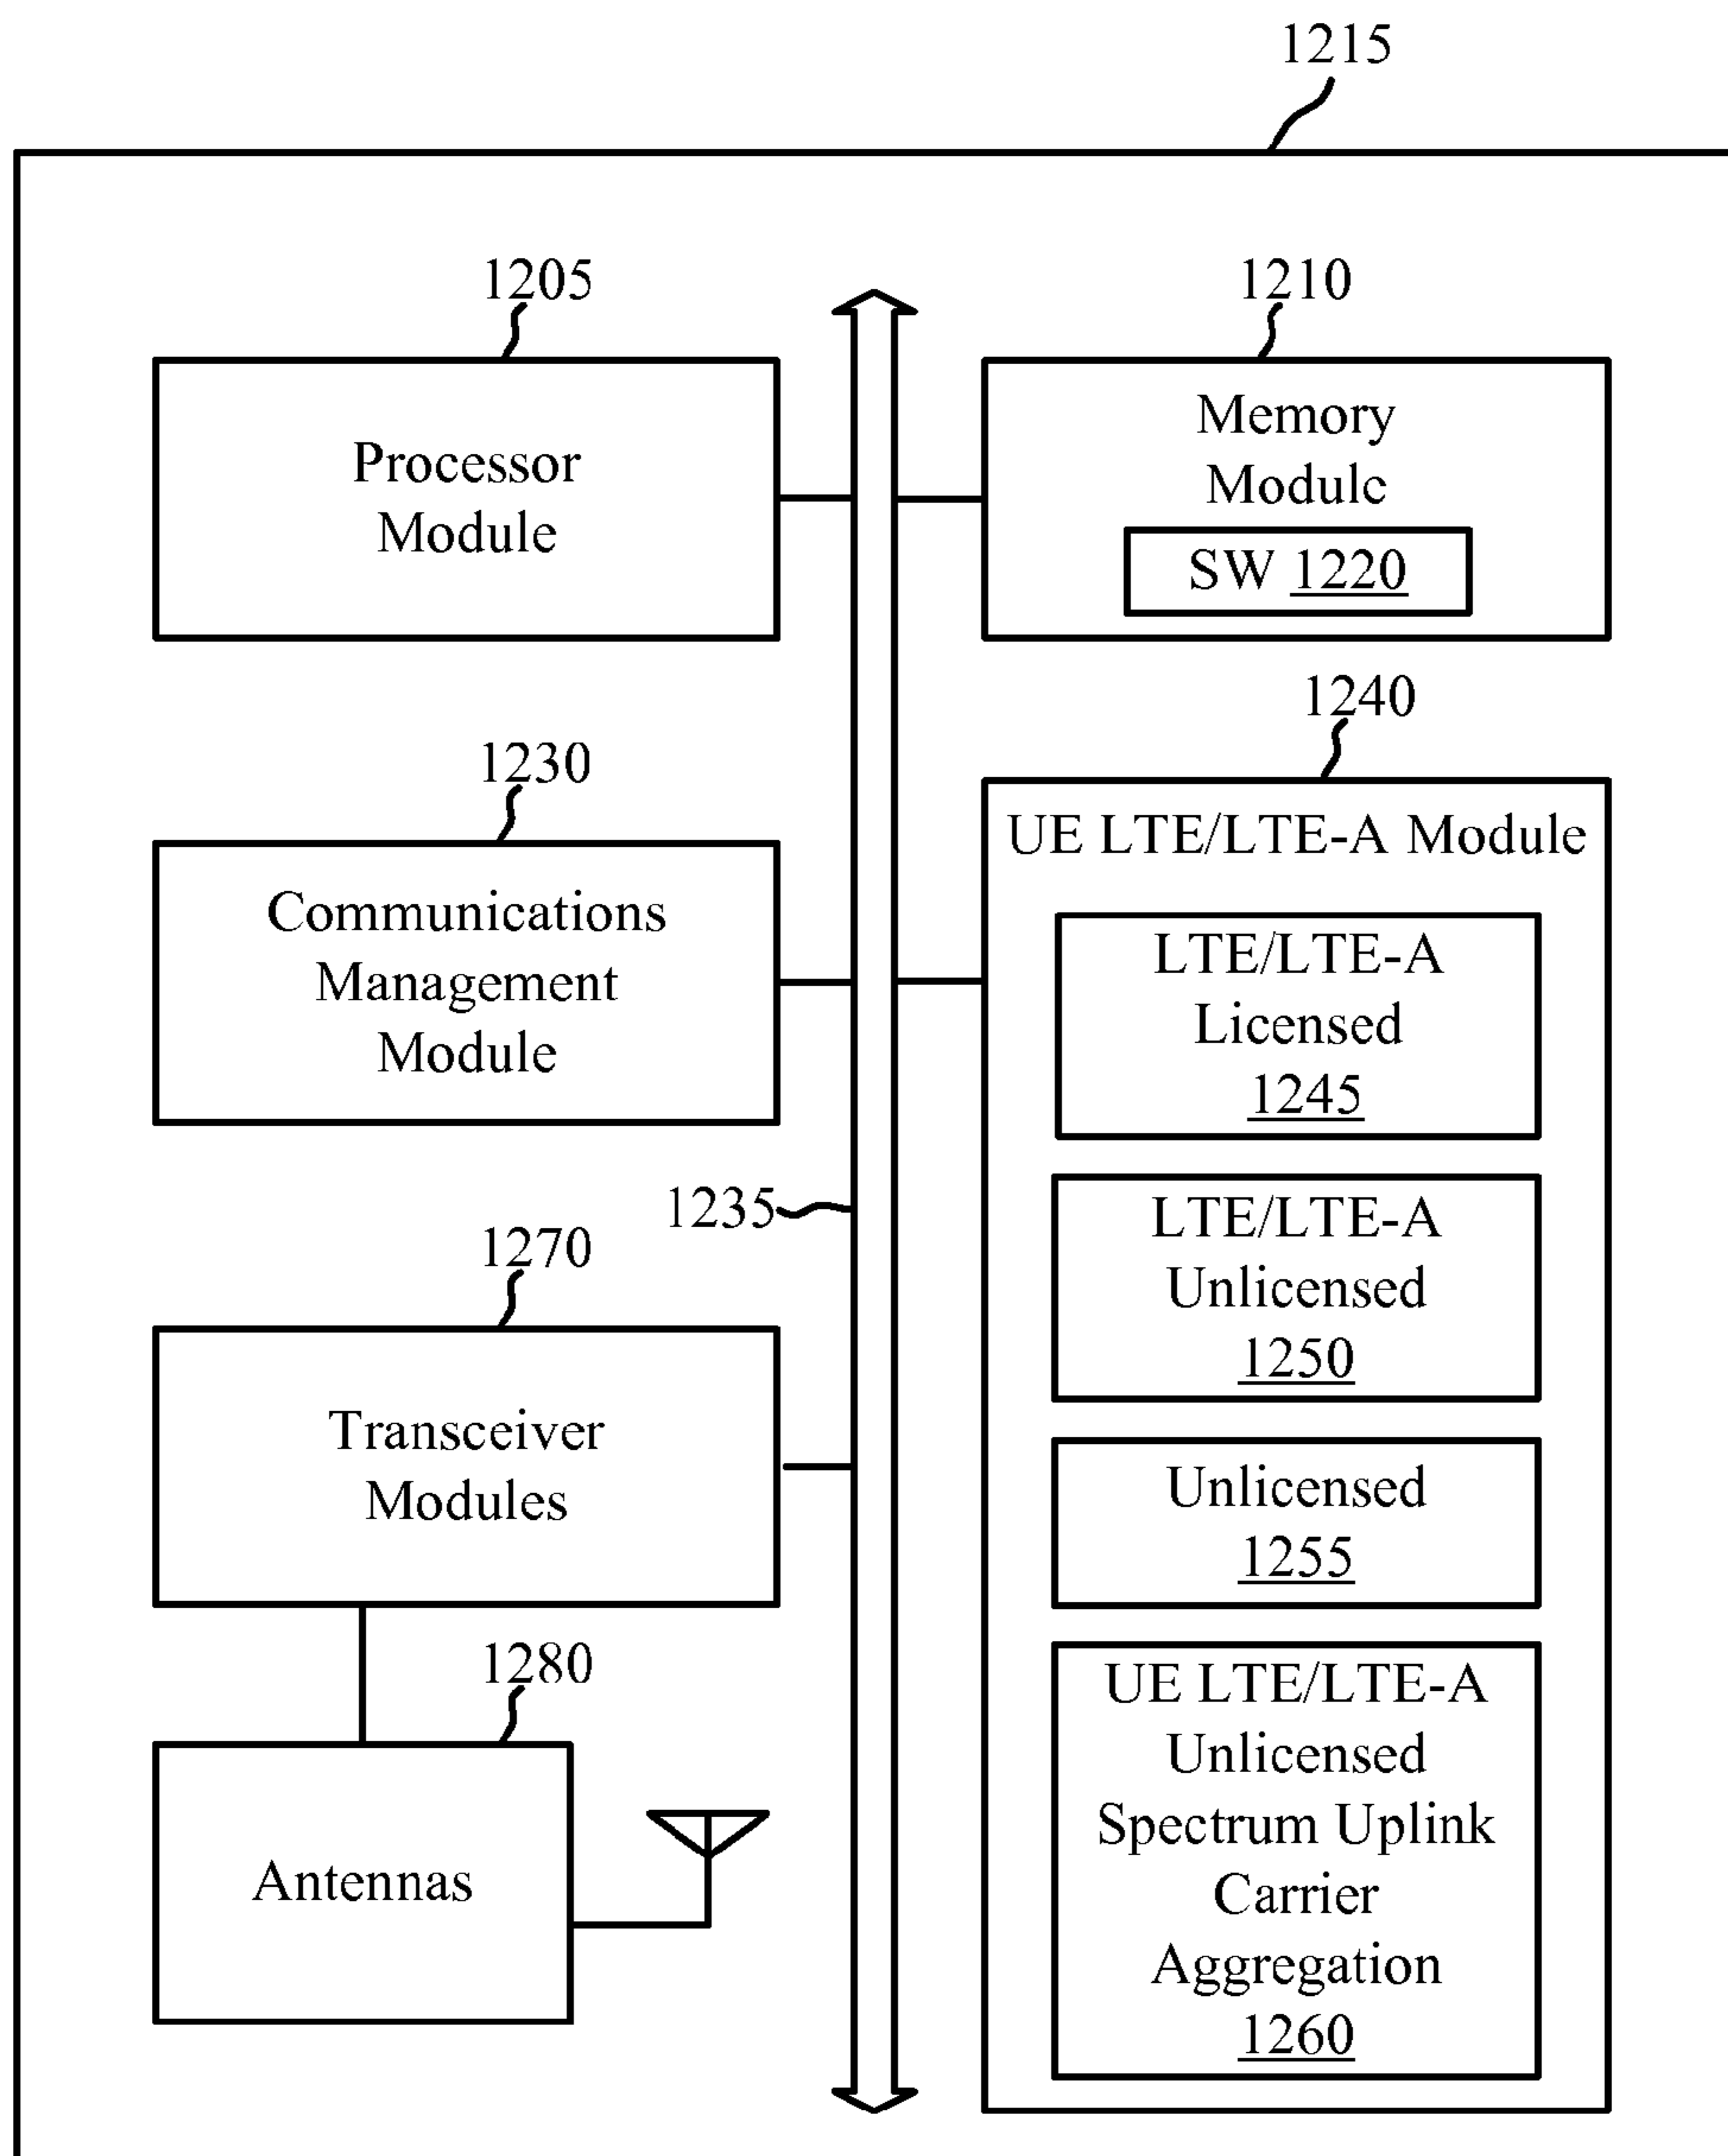 1215
1205
Processor
Module
1210
Memory
Module
SW 1220
1230
Communications
Management
Module
1240
UE LTE/LTE-A Module
LTE/LTE-A
Licensed
1245
1235
LTE/LTE-A
Unlicensed
1250
1270
Transceiver
Modules
Unlicensed
1255
1280
Antennas
UE LTE/LTE-A
Unlicensed
Spectrum Uplink
Carrier
Aggregation
1260